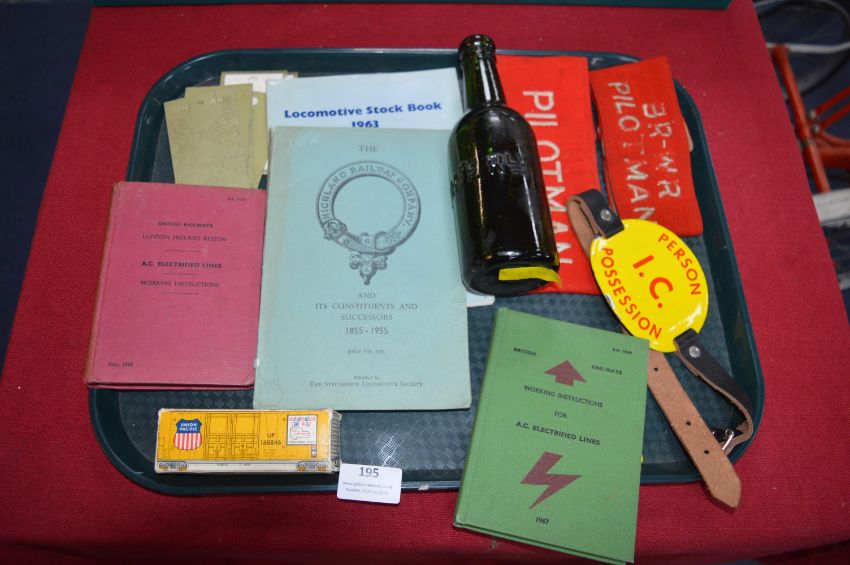 Locomotive Stock Book
1963
THE
HIGHLAND RAILWAY COMPANY.
AND
ITS CONSTITUENTS AND
SUCCESSORS
1855 - 1955
Published by
THE STEPHENSON LOCOMOTIVE SOCIETY
BRITISH RAILWAYS
LONDON MIDLAND REGION
A.C. ELECTRIFIED LINES
WORKING INSTRUCTIONS
July, 1960
PILOTMAN
BR-WR
PILOTMAN
PERSON
I.C.
POSSESSION
BRITISH RAILWAYS
WORKING INSTRUCTIONS
FOR
A.C. ELECTRIFIED LINES
1967
UNION
PACIFIC
UP
168846
195